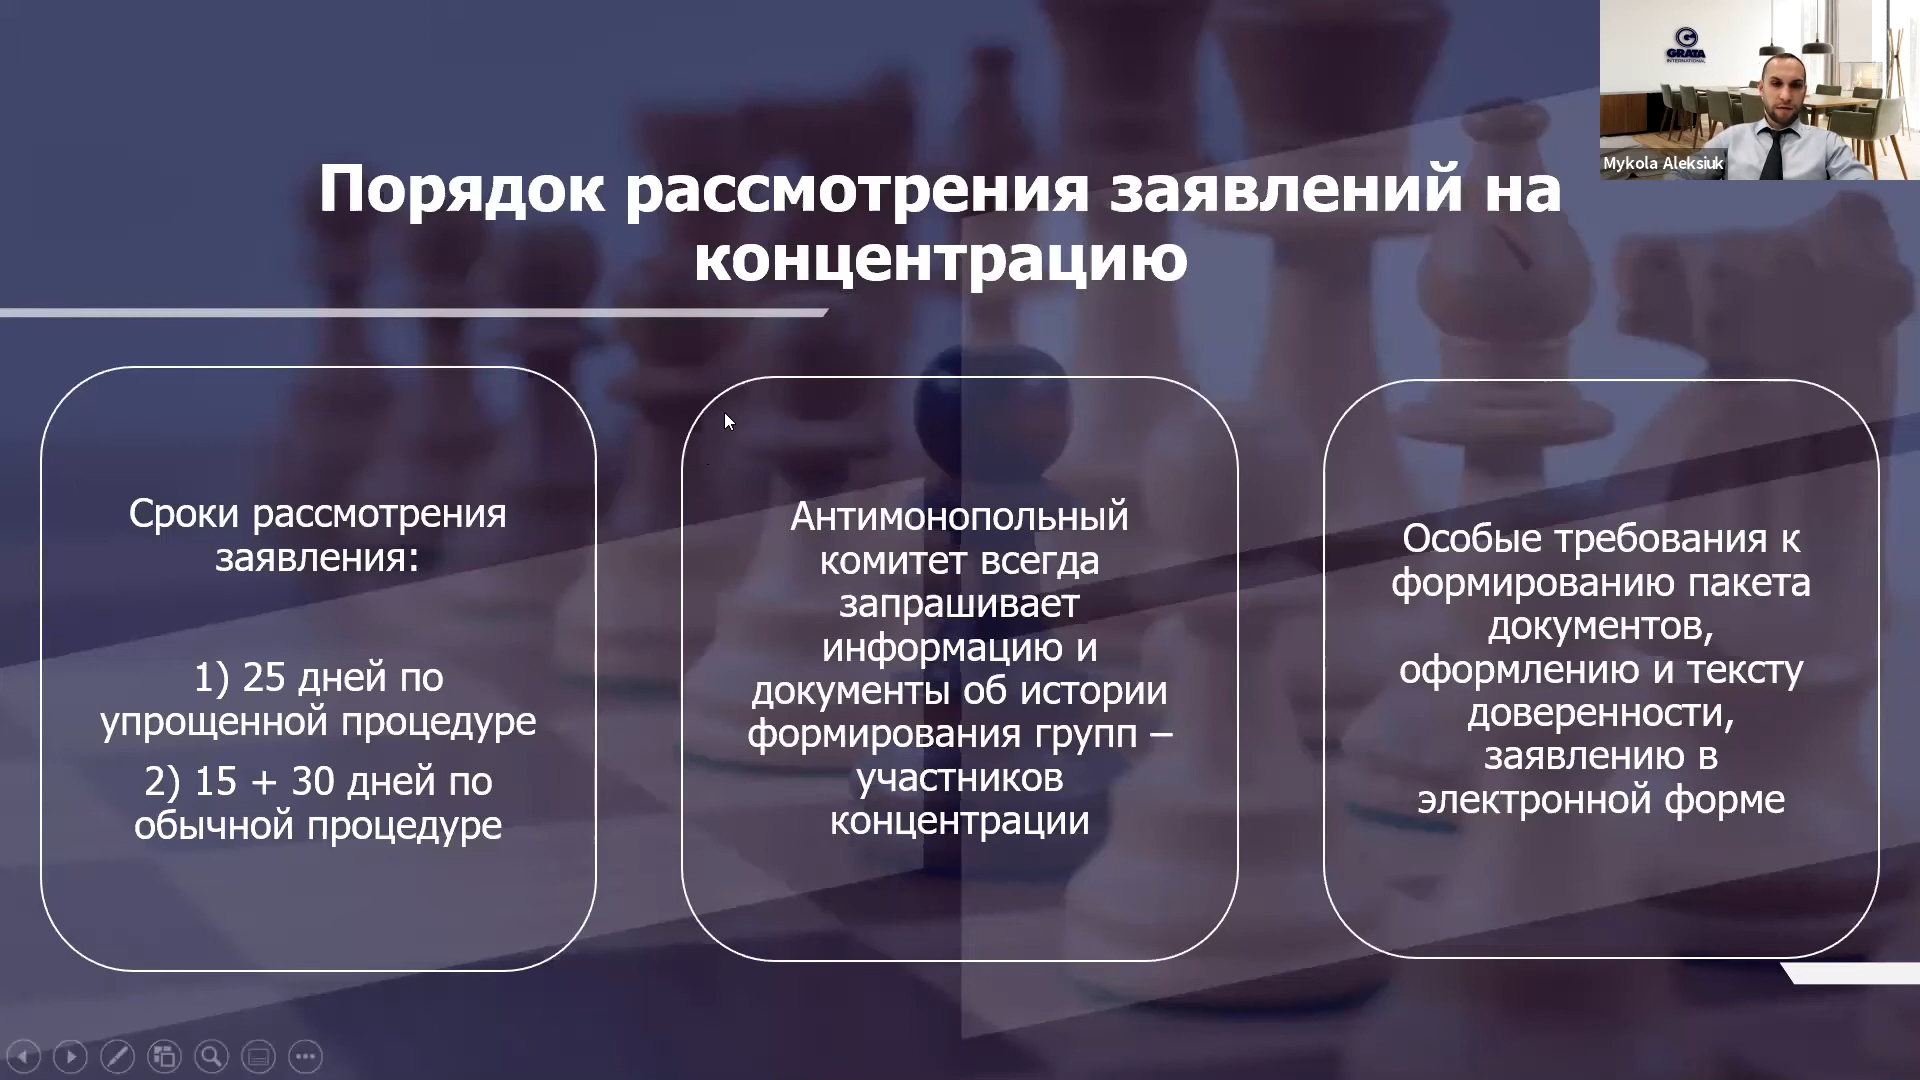 GRATA
INTERNATIONAL
Mykola Aleksiuk
Порядок рассмотрения заявлений на
концентрацию
Сроки рассмотрения
заявления:
1) 25 дней по
упрощенной процедуре
2) 15 + 30 дней по
обычной процедуре
Антимонопольный
комитет всегда
запрашивает
информацию и
документы об истории
формирования групп –
участников
концентрации
Особые требования к
формированию пакета
документов,
оформлению и тексту
доверенности,
заявлению в
электронной форме